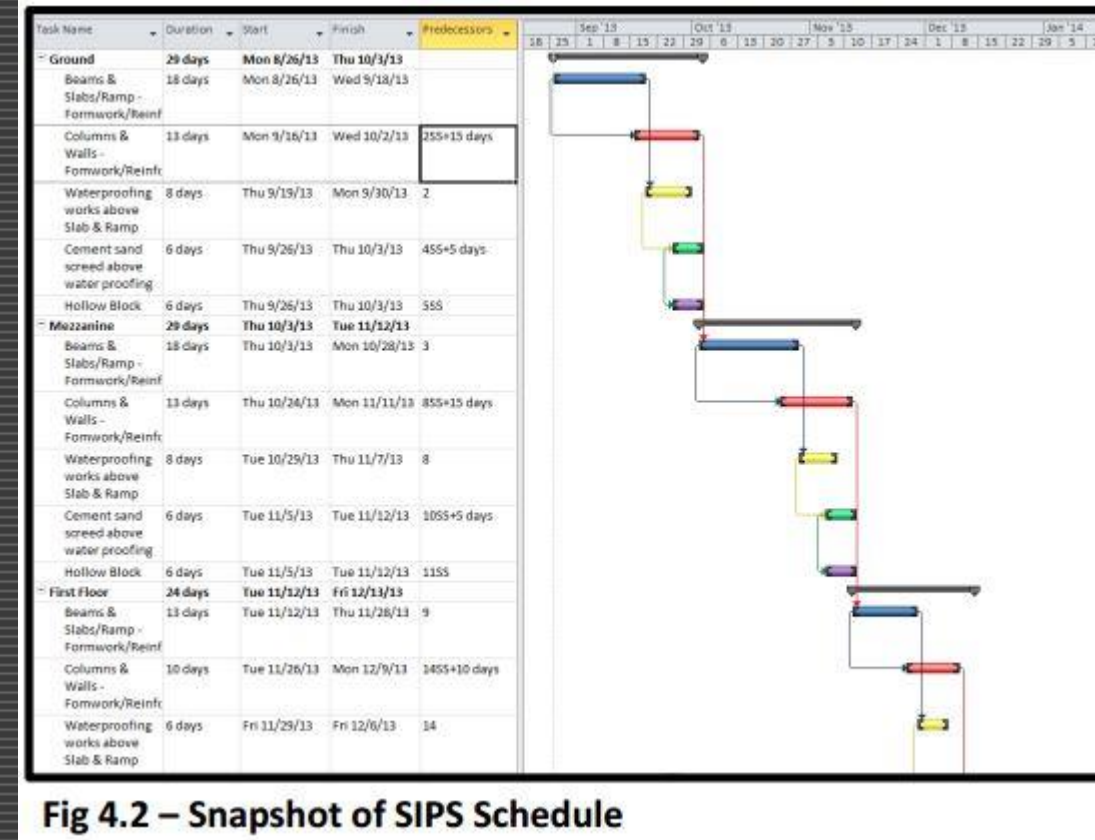 Task Name Duration Start Finish Predecessors
Sep '13 Oct '13 Nov '13 Dec '13 Jan '14
18 25 1 8 15 22 29 6 13 20 27 3 10 17 24 1 8 15 22 29 5
Ground 29 days Mon 8/26/13 Thu 10/3/13
Beams & 18 days Mon 8/26/13 Wed 9/18/13
Slabs/Ramp -
Formwork/Reinf
Columns & 13 days Mon 9/16/13 Wed 10/2/13 2SS+15 days
Walls -
Fomwork/Reinfc
Waterproofing 8 days Thu 9/19/13 Mon 9/30/13 2
works above
Slab & Ramp
Cement sand 6 days Thu 9/26/13 Thu 10/3/13 4SS+5 days
screed above
water proofing
Hollow Block 6 days Thu 9/26/13 Thu 10/3/13 5SS
Mezzanine 29 days Thu 10/3/13 Tue 11/12/13
Beams & 18 days Thu 10/3/13 Mon 10/28/13 3
Slabs/Ramp -
Formwork/Reinf
Columns & 13 days Thu 10/24/13 Mon 11/11/13 8SS+15 days
Walls -
Fomwork/Reinfc
Waterproofing 8 days Tue 10/29/13 Thu 11/7/13 8
works above
Slab & Ramp
Cement sand 6 days Tue 11/5/13 Tue 11/12/13 10SS+5 days
screed above
water proofing
Hollow Block 6 days Tue 11/5/13 Tue 11/12/13 11SS
First Floor 24 days Tue 11/12/13 Fri 12/13/13
Beams & 13 days Tue 11/12/13 Thu 11/28/13 9
Slabs/Ramp -
Formwork/Reinf
Columns & 10 days Tue 11/26/13 Mon 12/9/13 14SS+10 days
Walls -
Fomwork/Reinfc
Waterproofing 6 days Fri 11/29/13 Fri 12/6/13 14
works above
Slab & Ramp
Fig 4.2 – Snapshot of SIPS Schedule